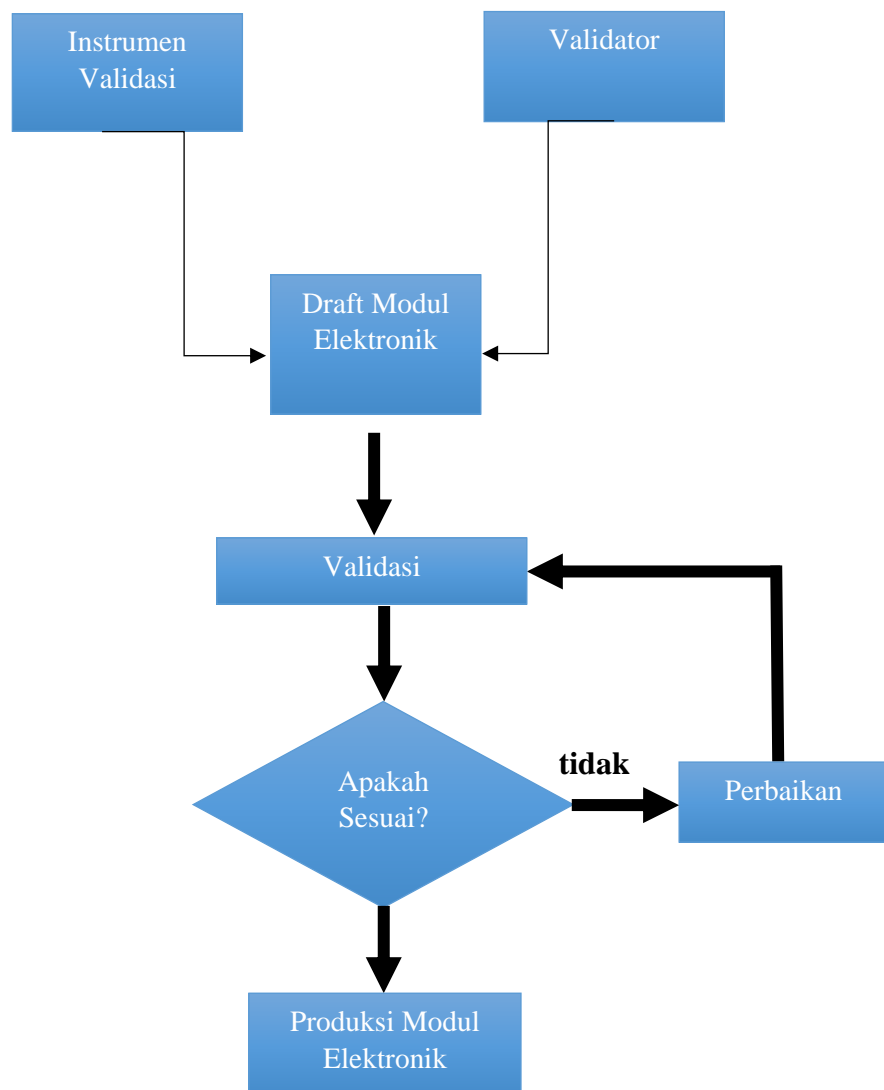 Instrumen
Validasi
Validator
Draft Modul
Elektronik
Validasi
Apakah
Sesuai?
tidak
Perbaikan
Produksi Modul
Elektronik